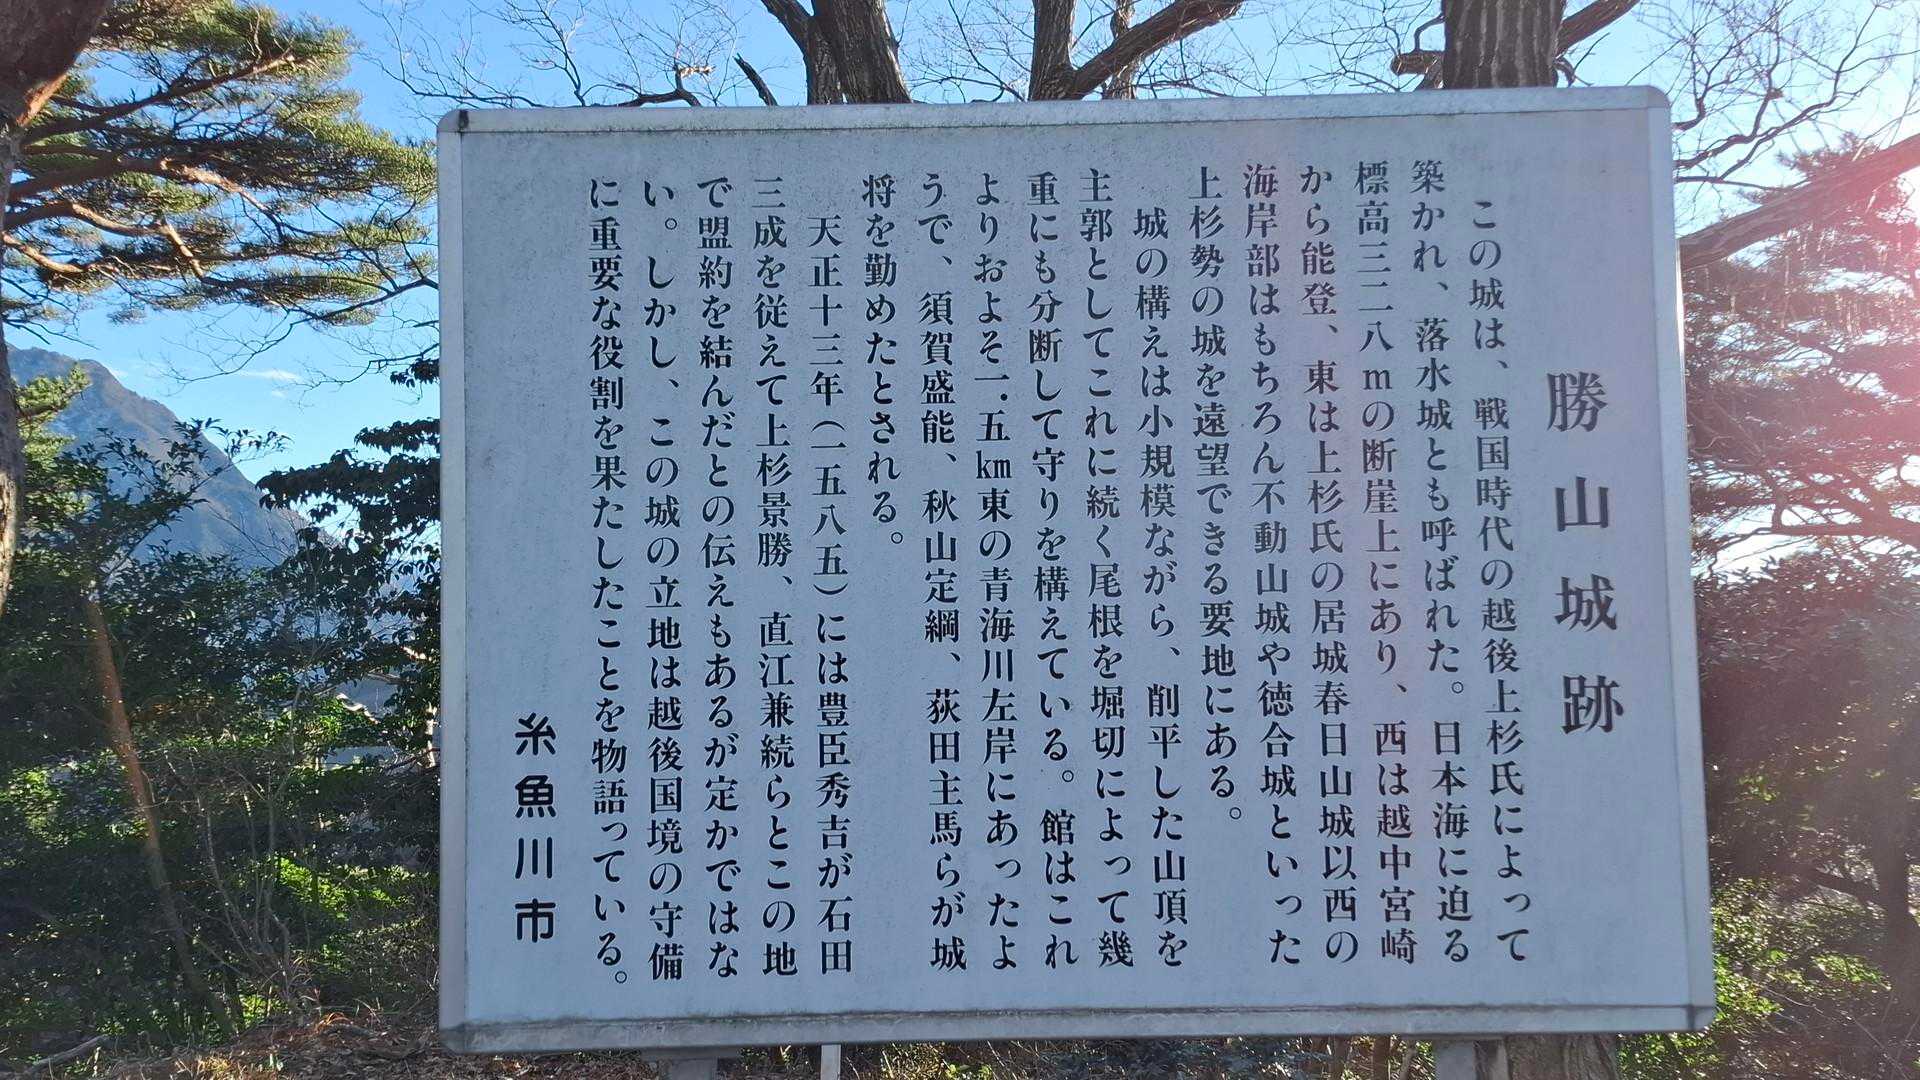 勝山城跡
この城は、戦国時代の越後上杉氏によって
築かれ、落水城とも呼ばれた。日本海に迫る
標高三二八mの断崖上にあり、西は越中宮崎
から能登、東は上杉氏の居城春日山城以西の
海岸部はもちろん不動山城や徳合城といった
上杉勢の城を遠望できる要地にある。
城の構えは小規模ながら、削平した山頂を
主郭としてこれに続く尾根を堀切によって幾
重にも分断して守りを構えている。館はこれ
よりおよそ一.五km東の青海川左岸にあったよ
うで、須賀盛能、秋山定綱、荻田主馬らが城
将を勤めたとされる。
天正十三年(一五八五)には豊臣秀吉が石田
三成を従えて上杉景勝、直江兼続らとこの地
で盟約を結んだとの伝えもあるが定かではな
い。しかし、この城の立地は越後国境の守備
に重要な役割を果たしたことを物語っている。
糸魚川市